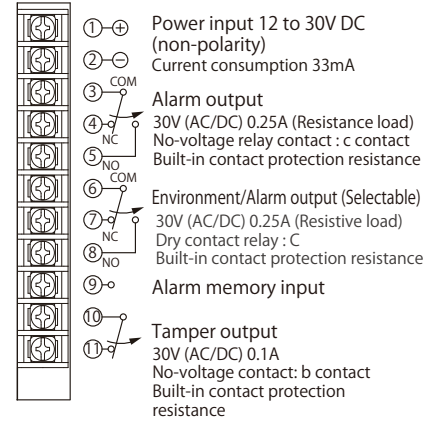 ① ⊕ Power input 12 to 30V DC
(non-polarity)
② ⊖ Current consumption 33mA
③ COM
Alarm output
④ NC 30V (AC/DC) 0.25A (Resistance load)
No-voltage relay contact : c contact
⑤ NO Built-in contact protection resistance
⑥ COM
Environment/Alarm output (Selectable)
⑦ NC 30V (AC/DC) 0.25A (Resistive load)
Dry contact relay : C
⑧ NO Built-in contact protection resistance
⑨ Alarm memory input
⑩
Tamper output
⑪ 30V (AC/DC) 0.1A
No-voltage contact: b contact
Built-in contact protection
resistance